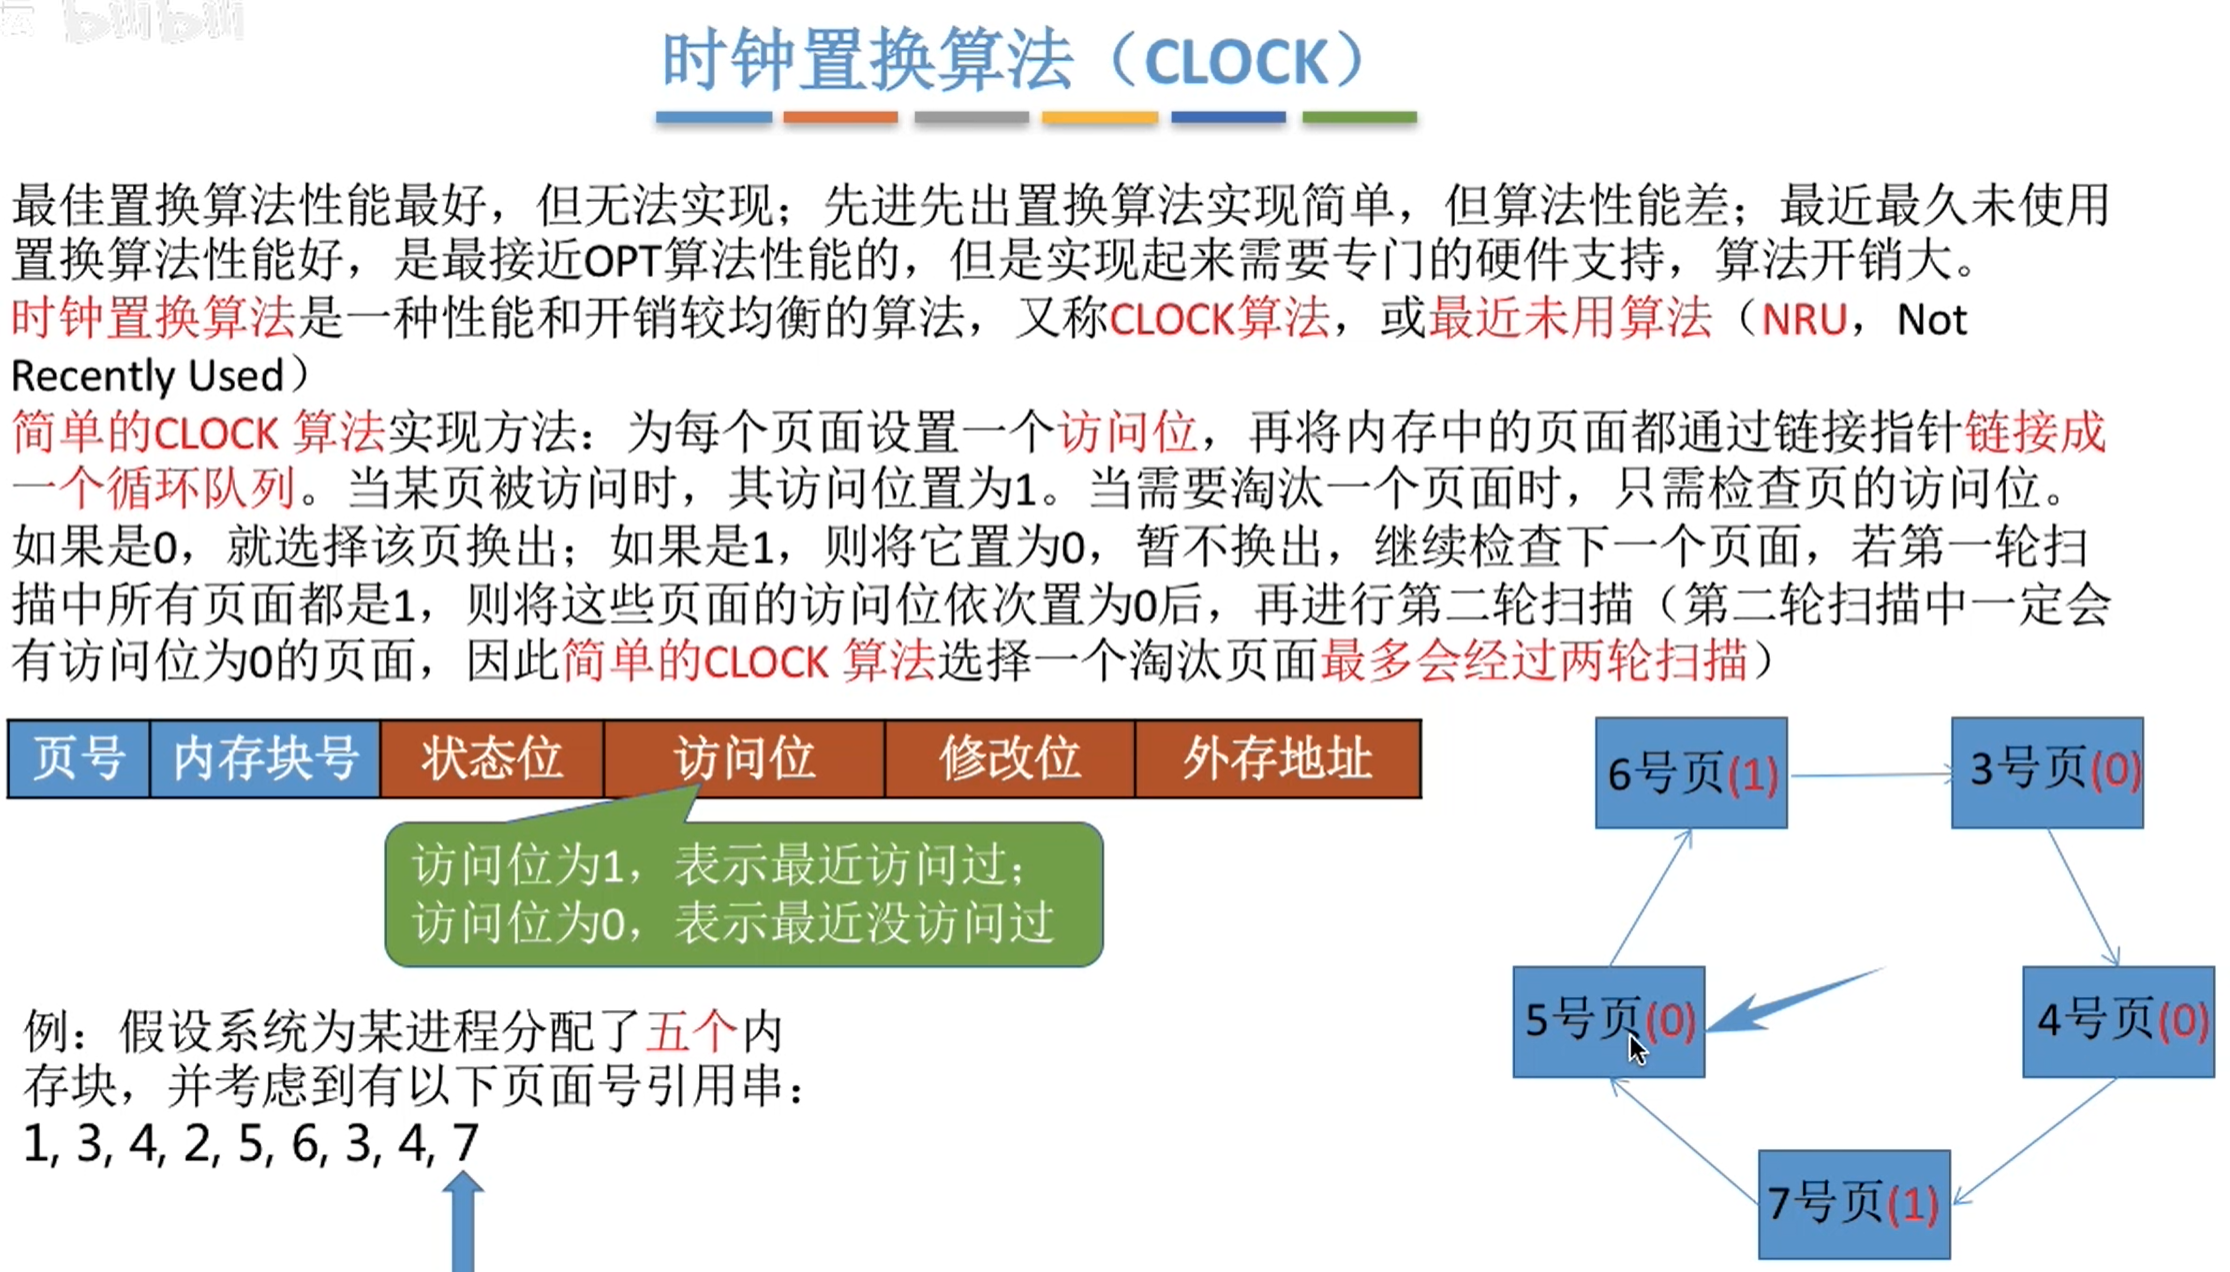 bilibili
时钟置换算法（CLOCK）
最佳置换算法性能最好，但无法实现；先进先出置换算法实现简单，但算法性能差；最近最久未使用
置换算法性能好，是最接近OPT算法性能的，但是实现起来需要专门的硬件支持，算法开销大。
时钟置换算法是一种性能和开销较均衡的算法，又称CLOCK算法，或最近未用算法（NRU，Not
Recently Used）
简单的CLOCK 算法实现方法：为每个页面设置一个访问位，再将内存中的页面都通过链接指针链接成
一个循环队列。当某页被访问时，其访问位置为1。当需要淘汰一个页面时，只需检查页的访问位。
如果是0，就选择该页换出；如果是1，则将它置为0，暂不换出，继续检查下一个页面，若第一轮扫
描中所有页面都是1，则将这些页面的访问位依次置为0后，再进行第二轮扫描（第二轮扫描中一定会
有访问位为0的页面，因此简单的CLOCK 算法选择一个淘汰页面最多会经过两轮扫描）
页号 内存块号 状态位 访问位 修改位 外存地址
访问位为1，表示最近访问过；
访问位为0，表示最近没访问过
例：假设系统为某进程分配了五个内
存块，并考虑到有以下页面号引用串：
1, 3, 4, 2, 5, 6, 3, 4, 7
6号页(1)
3号页(0)
5号页(0)
4号页(0)
7号页(1)